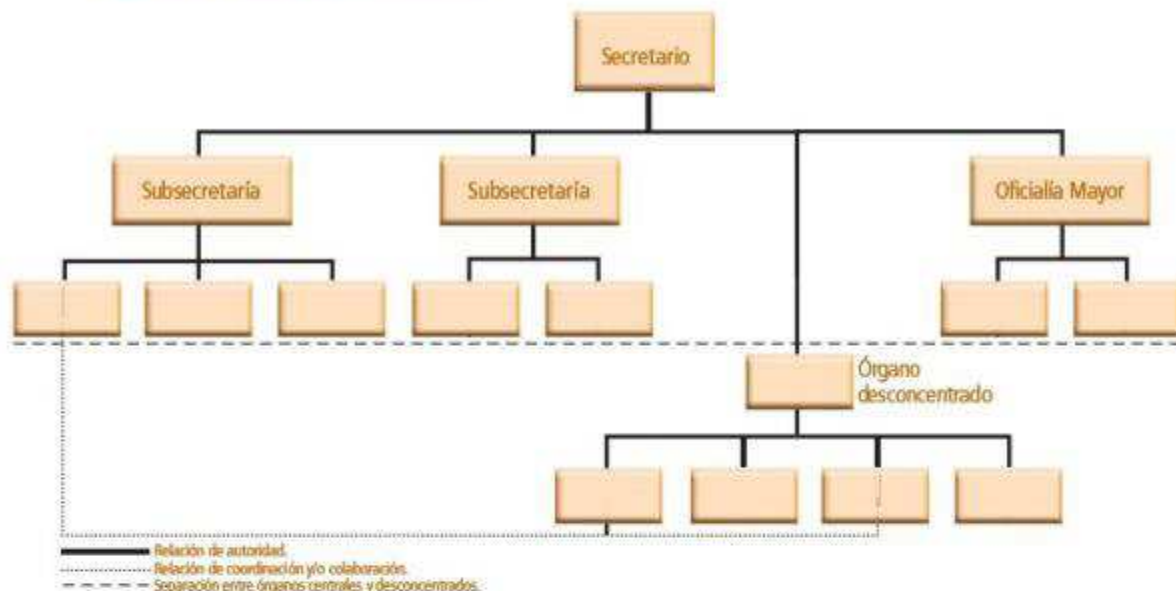 Secretario
Subsecretaría
Subsecretaría
Oficialía Mayor
Órgano
desconcentrado
Relación de autoridad.
Relación de coordinación y/o colaboración.
Separación entre órganos centrales y desconcentrados.